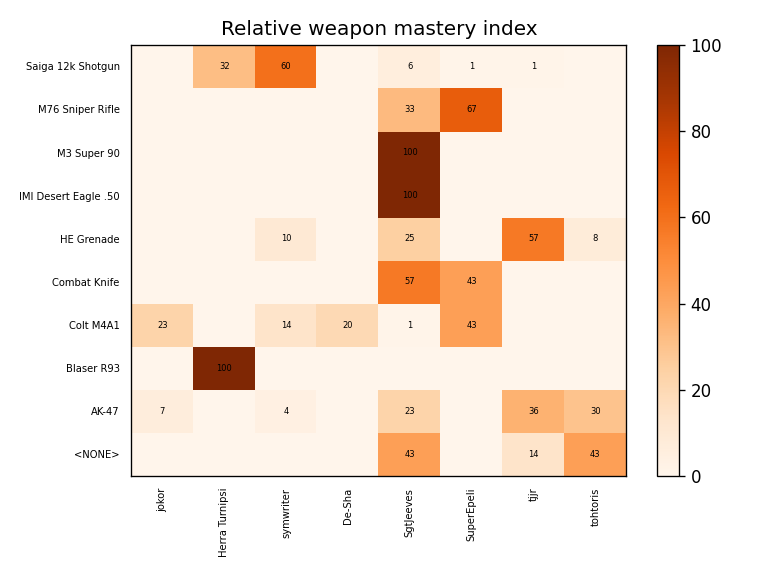 Relative weapon mastery index
Saiga 12k Shotgun 32 60 6 1 1
M76 Sniper Rifle 33 67
M3 Super 90 100
IMI Desert Eagle .50 100
HE Grenade 10 25 57 8
Combat Knife 57 43
Colt M4A1 23 14 20 1 43
Blaser R93 100
AK-47 7 4 23 36 30
<NONE> 43 14 43
jokor Herra Turnipsi symwriter De-Sha SgtJeeves SuperEpeli tjjr tohtoris
100
80
60
40
20
0